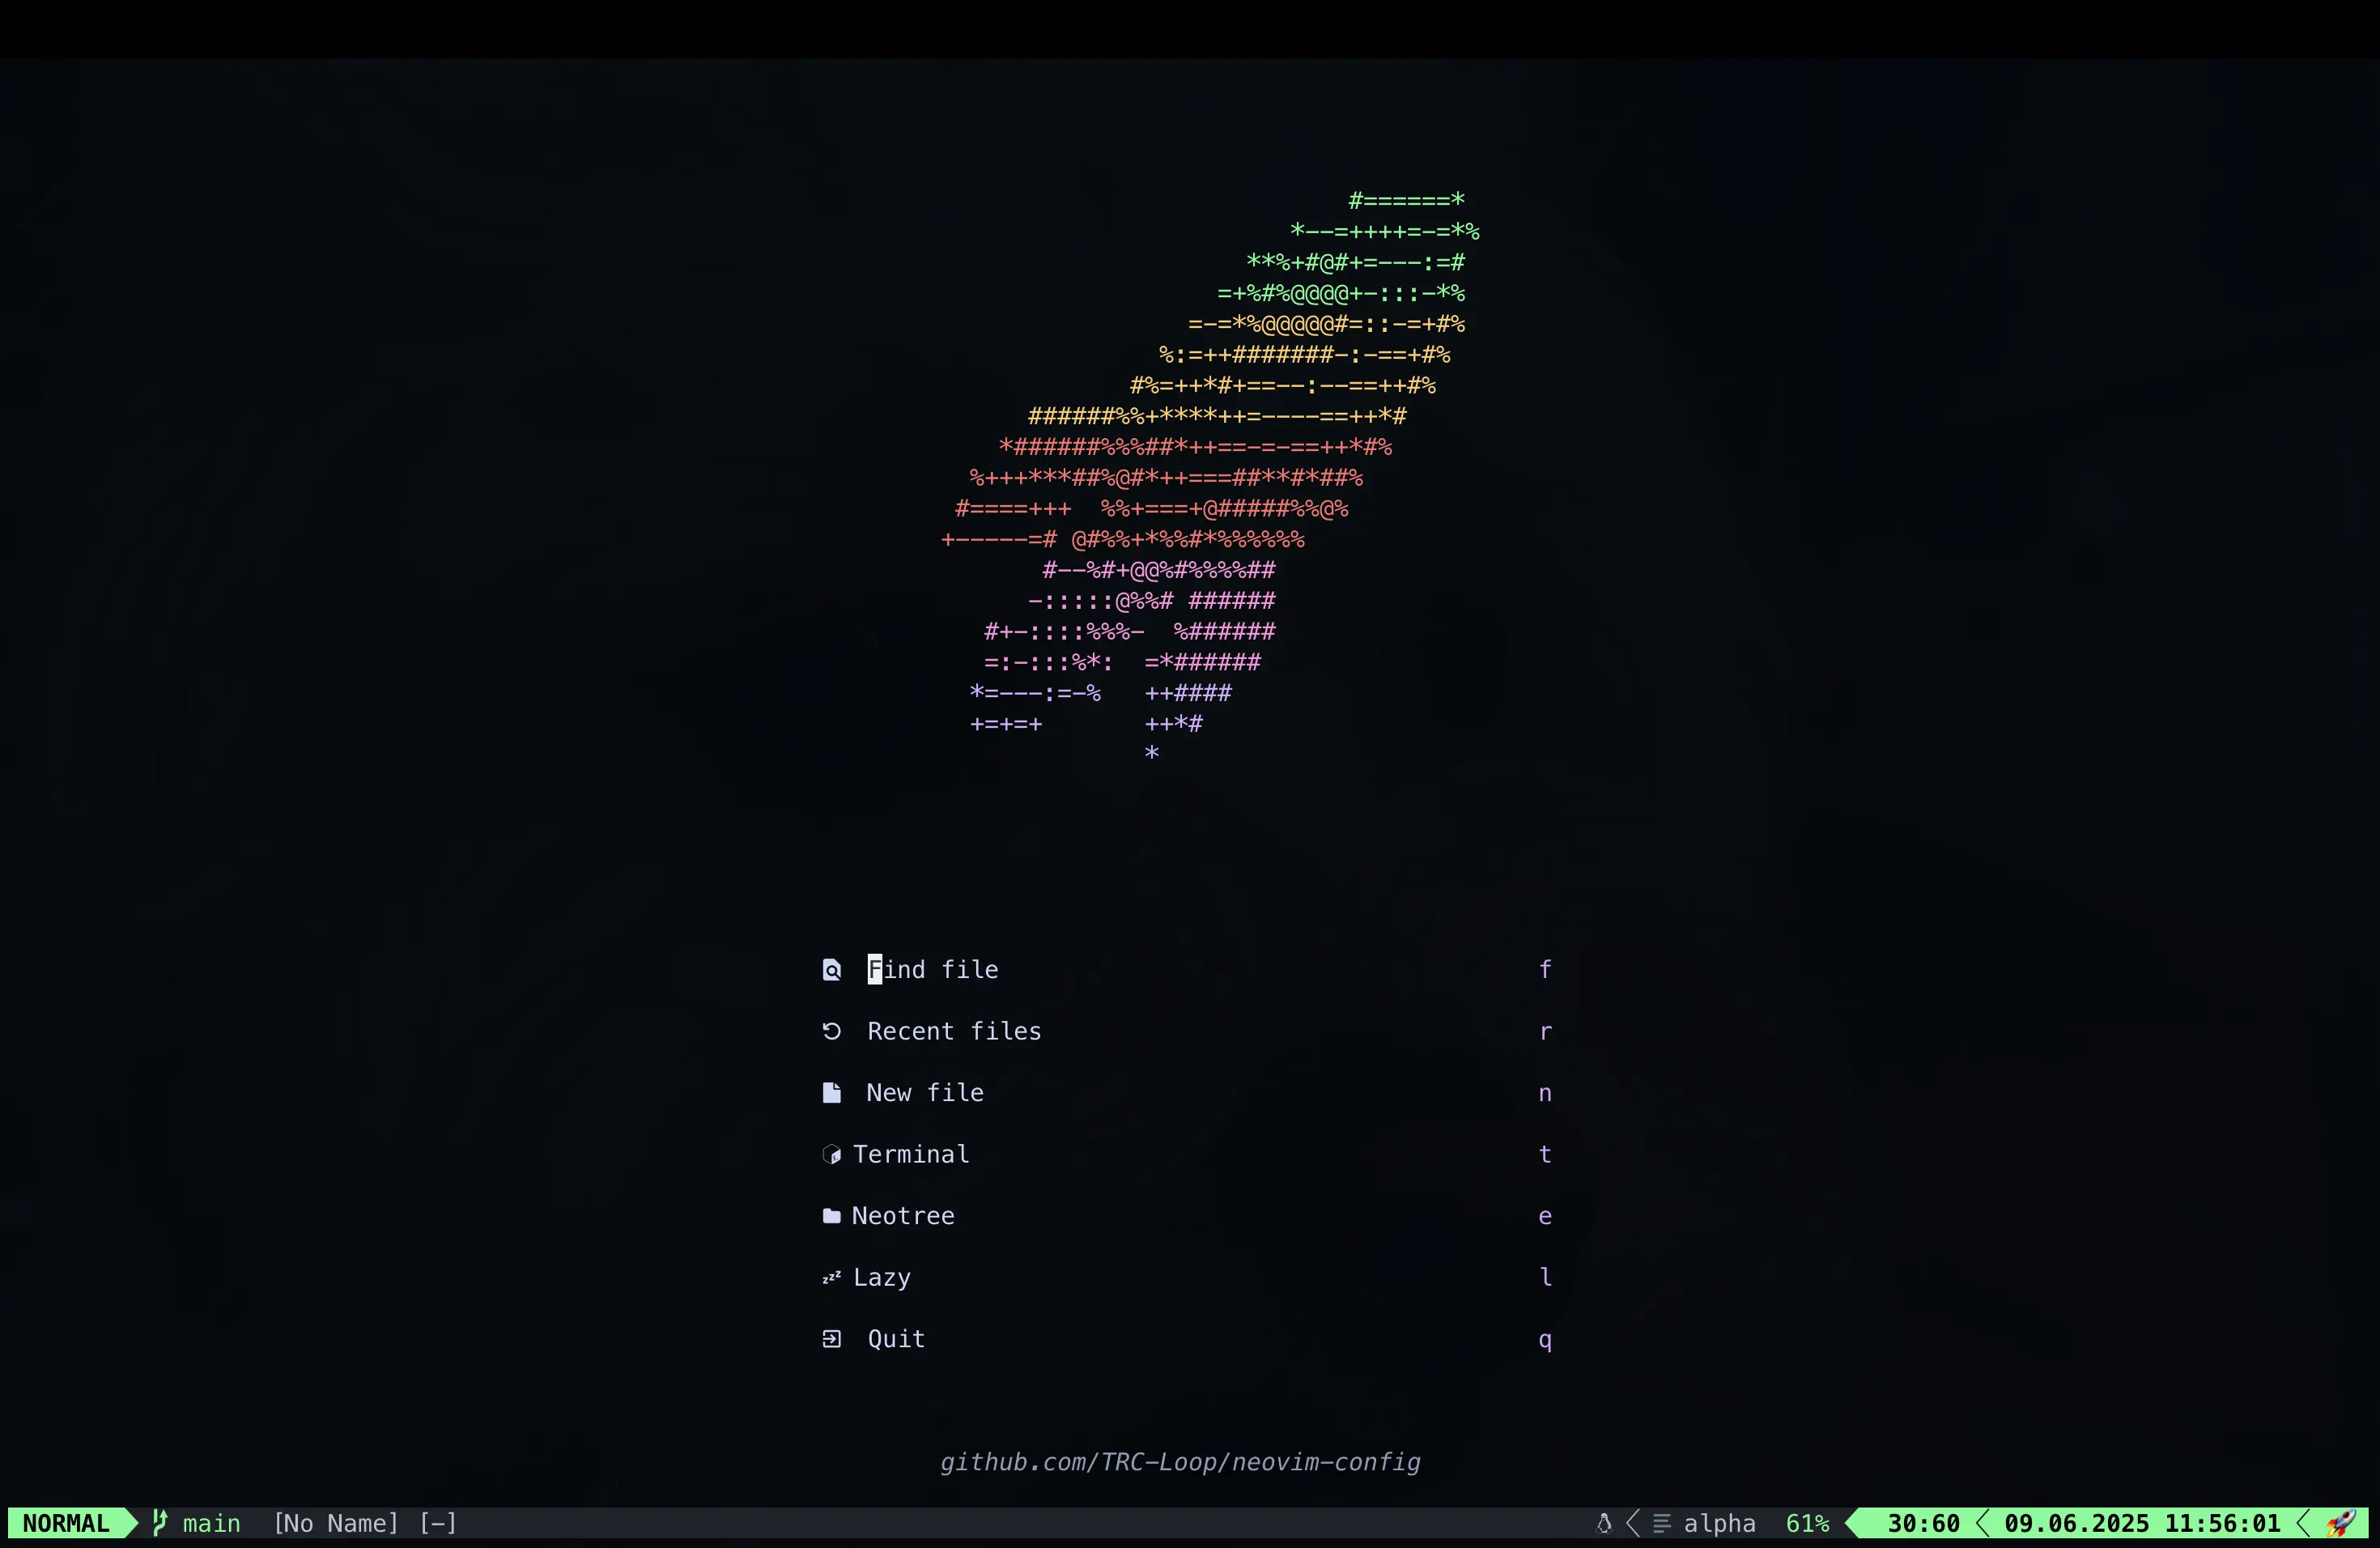 #======*
*--=++++=-=*%
**%+#@#+=---:=#
=+%#%@@@@+-:::-*%
=-=*%@@@@@#=::-=+#%
%:=++#######-:-==+#%
#%=++*#+==--:--==++#%
######%%+****++=----==++*#
*######%%%##*++==-=-==++*#%
%+++***##%@#*++===##**#*##%
#====+++  %%+===+@#####%%@%
+-----=# @#%%+*%%#*%%%%%%
#--%#+@@%#%%%%##
-:::::@%%# ######
#+-::::%%%-  %######
=:-:::%*:  =*######
*=---:=-%   ++####
+=+=+       ++*#
*
Find file f
Recent files r
New file n
Terminal t
Neotree e
Lazy l
Quit q
github.com/TRC-Loop/neovim-config
NORMAL main [No Name] [-] alpha 61% 30:60 09.06.2025 11:56:01